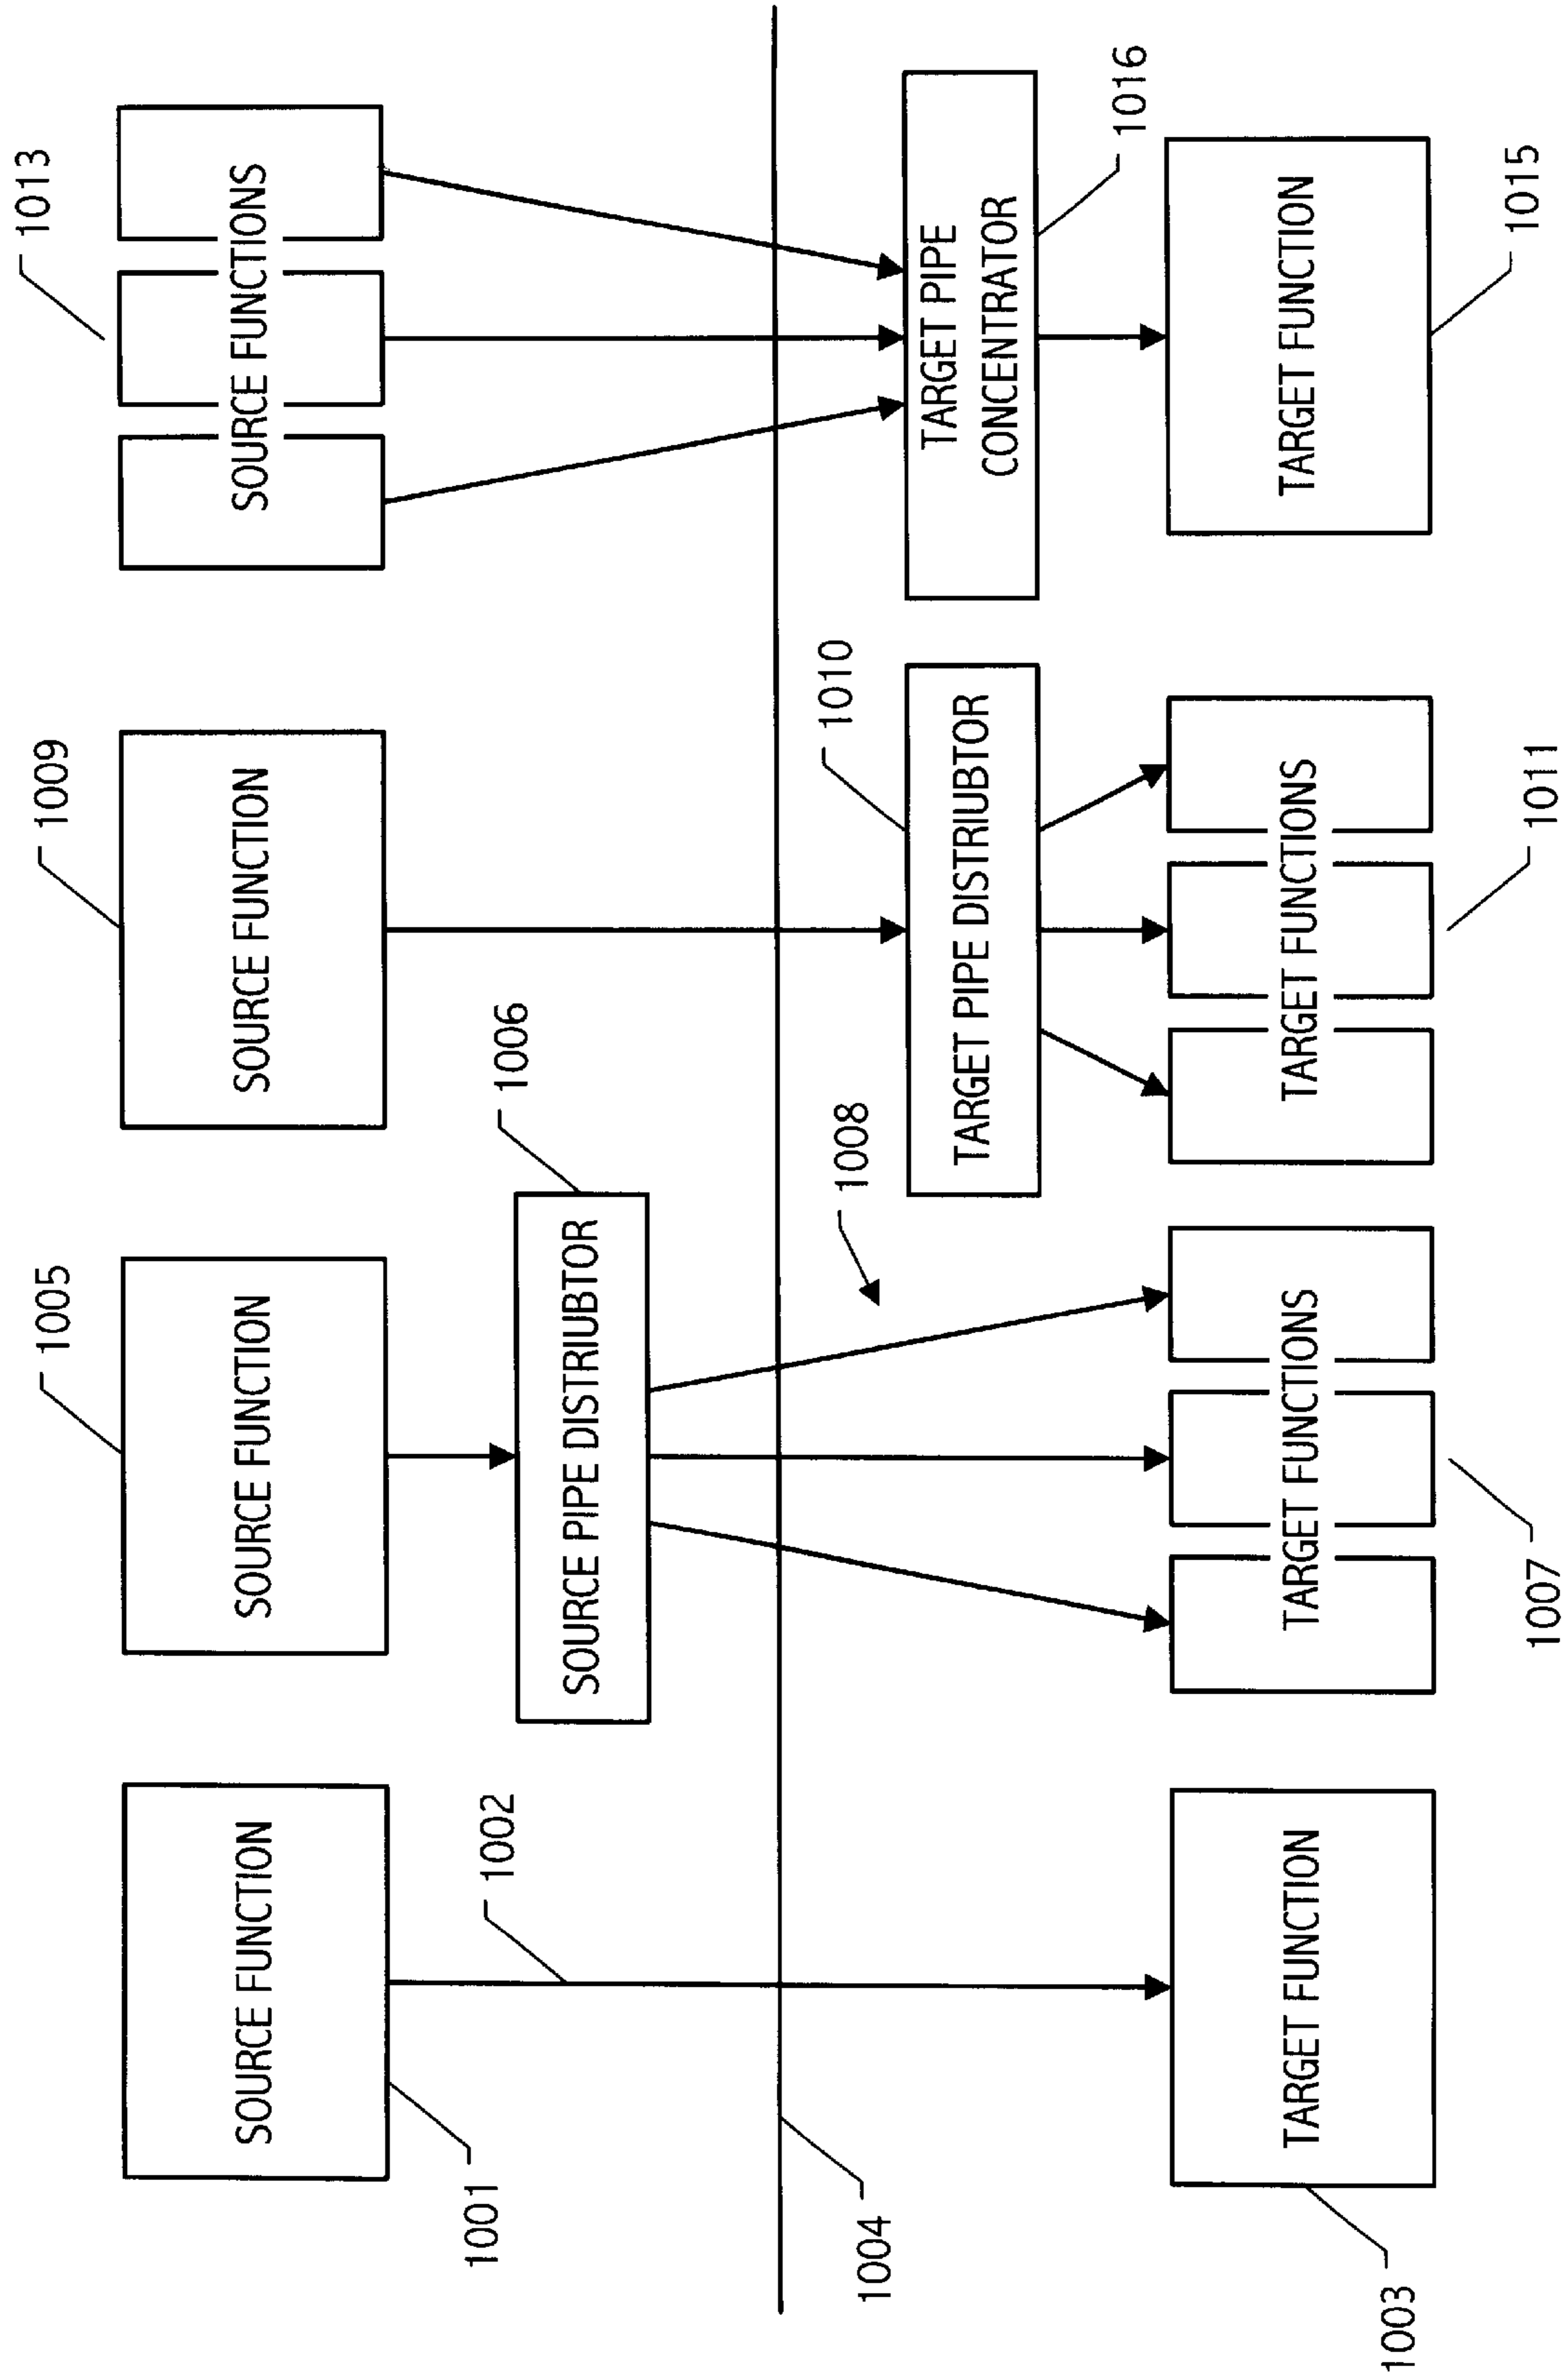 1001
SOURCE FUNCTION
1002
1004
TARGET FUNCTION
1003
1005
SOURCE FUNCTION
1006
SOURCE PIPE DISTRIUBTOR
1008
TARGET FUNCTIONS
1007
1009
SOURCE FUNCTION
1010
TARGET PIPE DISTRIUBTOR
TARGET FUNCTIONS
1011
1013
SOURCE FUNCTIONS
TARGET PIPE
CONCENTRATOR
1016
TARGET FUNCTION
1015